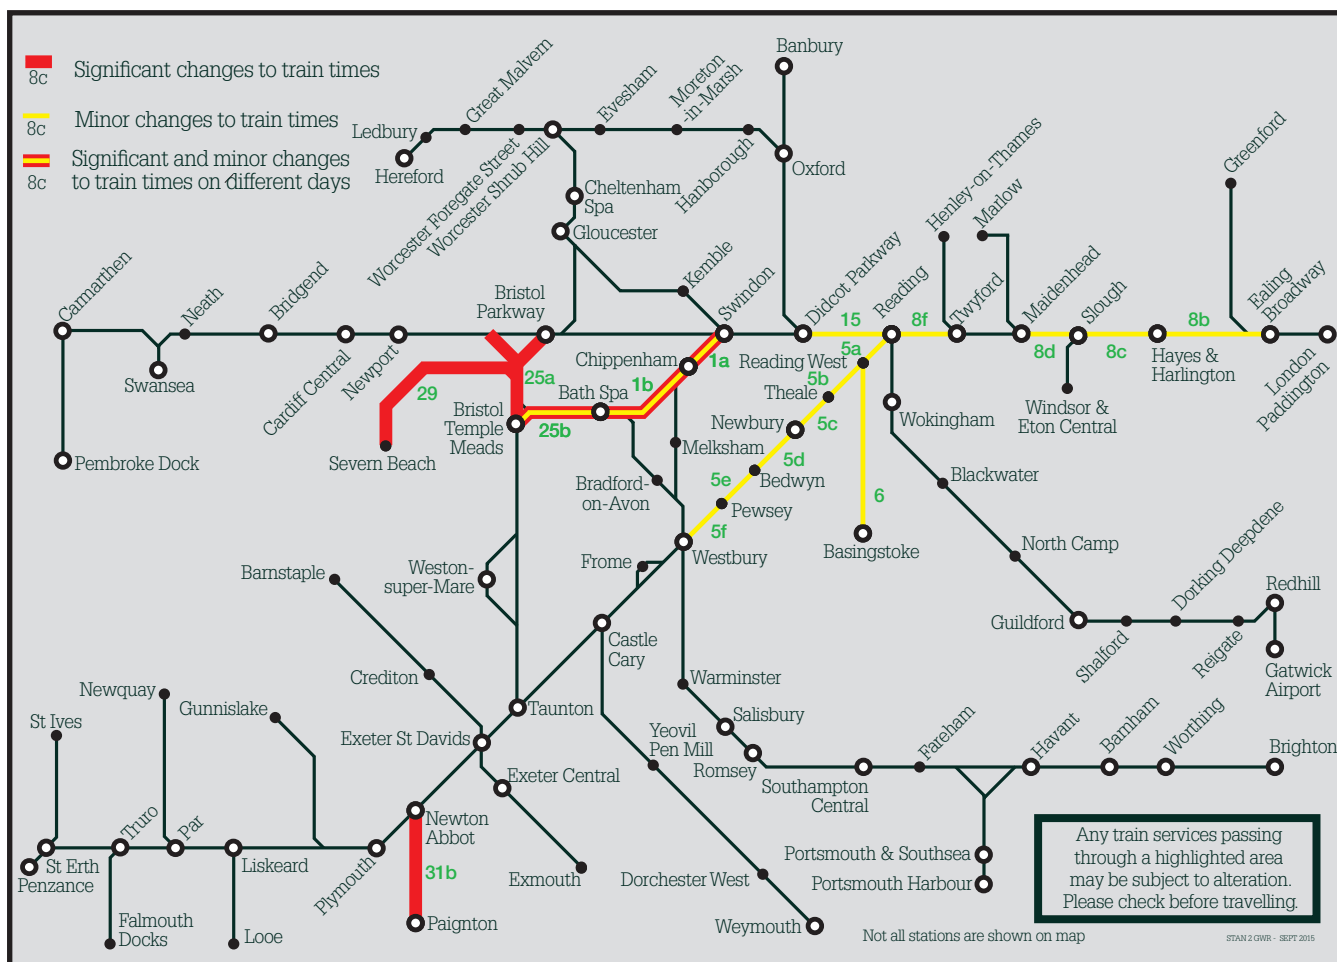 8c
Significant changes to train times
8c
Minor changes to train times
8c
Significant and minor changes
to train times on different days
Banbury
Great Malvern
Evesham
Moreton
-in-Marsh
Ledbury
Hereford
Worcester Foregate Street
Worcester Shrub Hill
Hanborough
Oxford
Henley-on-Thames
Marlow
Greenford
Cheltenham
Spa
Gloucester
Kemble
Swindon
Didcot Parkway
Reading
Twyford
Maidenhead
Slough
Ealing
Broadway
Carmarthen
Neath
Bridgend
Bristol
Parkway
15
8f
8b
8d
8c
Hayes &
Harlington
London
Paddington
Swansea
Cardiff Central
Newport
Chippenham
1a
1b
Reading West
5a
5b
Theale
5c
29
25a
Bath Spa
25b
Bristol
Temple
Meads
Newbury
Wokingham
Windsor &
Eton Central
Pembroke Dock
Severn Beach
Melksham
5d
Bedwyn
5e
Pewsey
5f
6
Blackwater
Bradford-
on-Avon
Westbury
Basingstoke
North Camp
Frome
Weston-
super-Mare
Barnstaple
Castle
Cary
Guildford
Shalford
Dorking Deepdene
Reigate
Redhill
Gatwick
Airport
Crediton
Warminster
Newquay
Gunnislake
Taunton
Salisbury
St Ives
Exeter St Davids
Yeovil
Pen Mill
Romsey
Fareham
Havant
Barnham
Worthing
Brighton
Exeter Central
Southampton
Central
Newton
Abbot
Truro
Par
Liskeard
Plymouth
St Erth
Penzance
31b
Exmouth
Dorchester West
Portsmouth & Southsea
Portsmouth Harbour
Falmouth
Docks
Looe
Paignton
Weymouth
Any train services passing
through a highlighted area
may be subject to alteration.
Please check before travelling.
Not all stations are shown on map
STAN 2 GWR - SEPT 2015